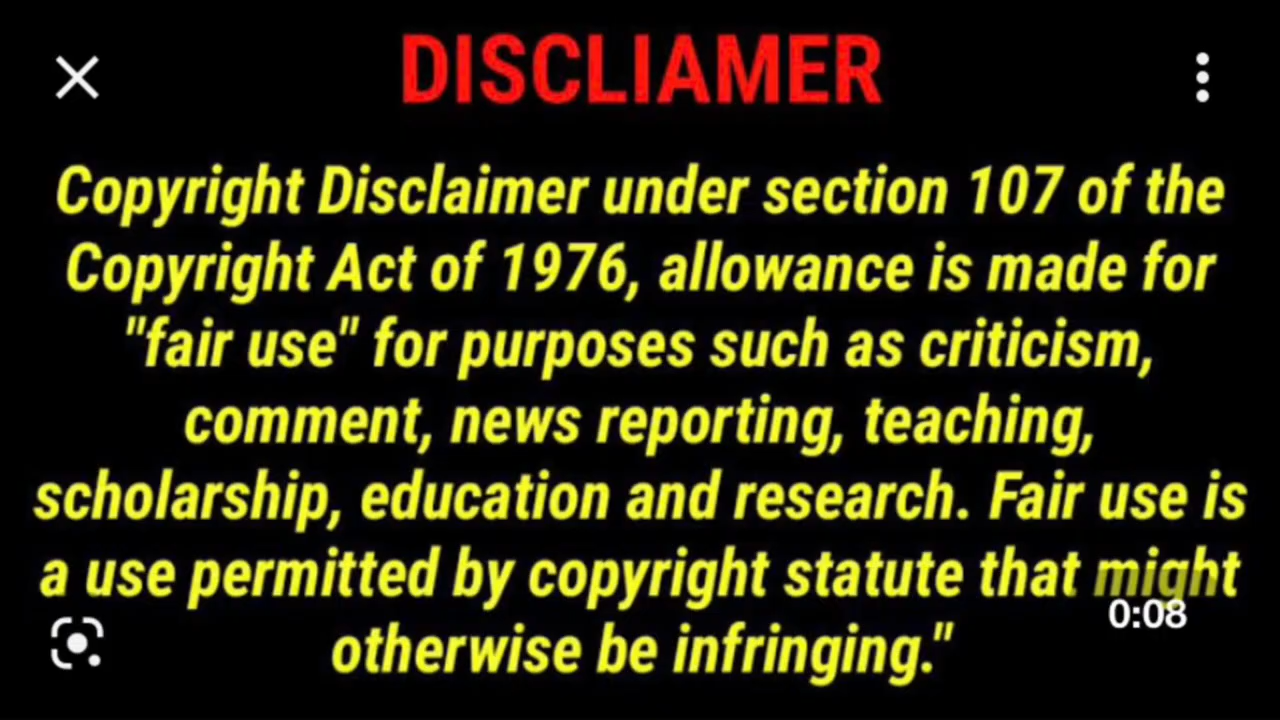 DISCLIAMER
Copyright Disclaimer under section 107 of the
Copyright Act of 1976, allowance is made for
"fair use" for purposes such as criticism,
comment, news reporting, teaching,
scholarship, education and research. Fair use is
a use permitted by copyright statute that might
0:08
otherwise be infringing."